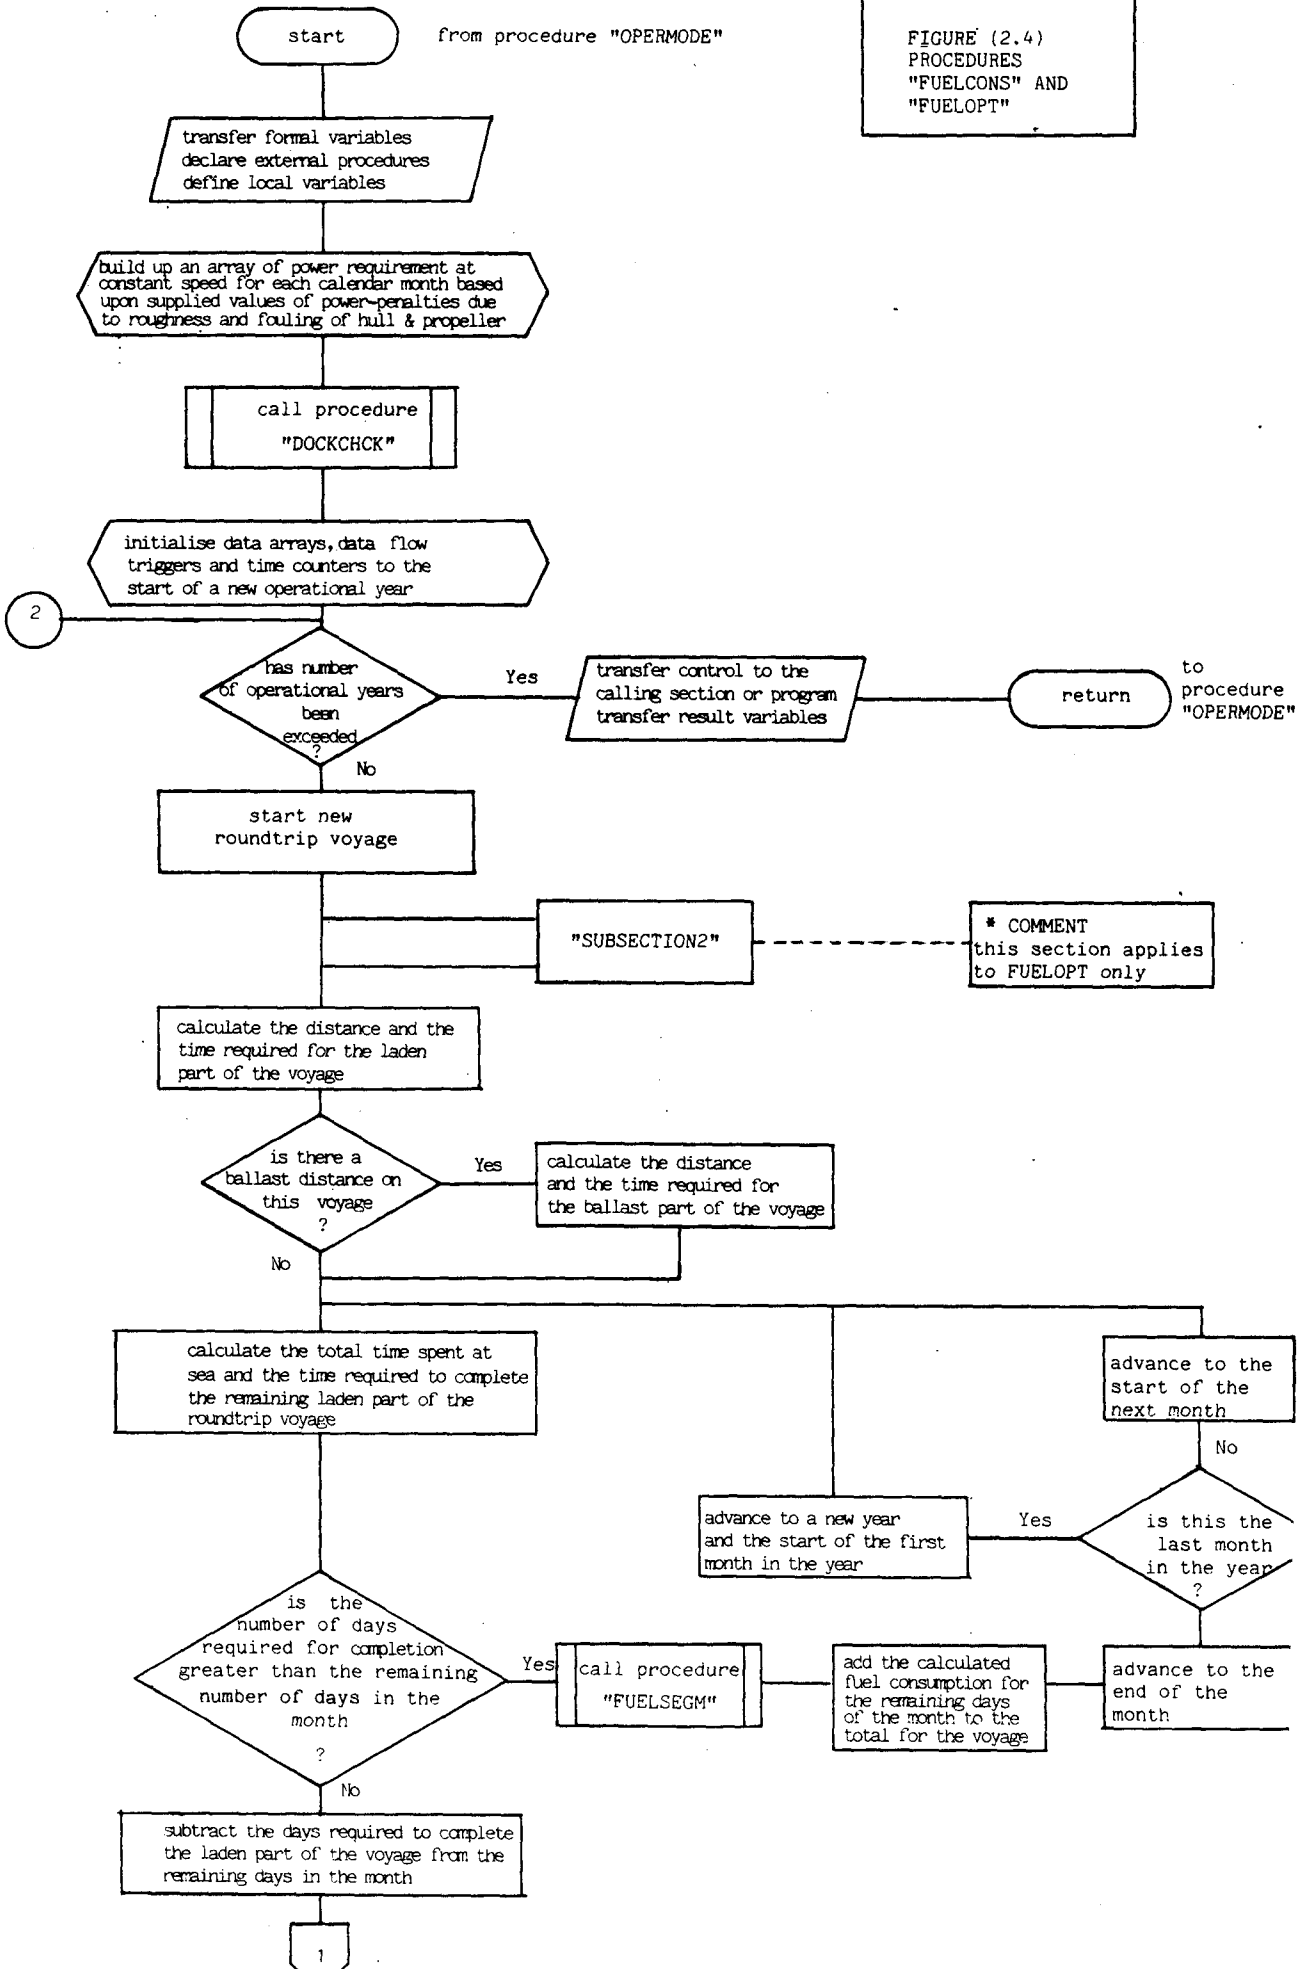 start
from procedure "OPERMODE"
FIGURE (2.4)
PROCEDURES
"FUELCONS" AND
"FUELOPT"
transfer formal variables
declare external procedures
define local variables
build up an array of power requirement at
constant speed for each calendar month based
upon supplied values of power-penalties due
to roughness and fouling of hull & propeller
call procedure
"DOCKCHCK"
initialise data arrays, data flow
triggers and time counters to the
start of a new operational year
2
has number
of operational years
been
exceeded
?
Yes
transfer control to the
calling section or program
transfer result variables
return
to
procedure
"OPERMODE"
No
start new
roundtrip voyage
"SUBSECTION2"
* COMMENT
this section applies
to FUELOPT only
calculate the distance and the
time required for the laden
part of the voyage
is there a
ballast distance on
this voyage
?
Yes
calculate the distance
and the time required for
the ballast part of the voyage
No
calculate the total time spent at
sea and the time required to complete
the remaining laden part of the
roundtrip voyage
advance to the
start of the
next month
No
advance to a new year
and the start of the first
month in the year
Yes
is this the
last month
in the year
?
is the
number of days
required for completion
greater than the remaining
number of days in the
month
?
Yes
call procedure
"FUELSEGM"
add the calculated
fuel consumption for
the remaining days
of the month to the
total for the voyage
advance to the
end of the
month
No
subtract the days required to complete
the laden part of the voyage from the
remaining days in the month
1